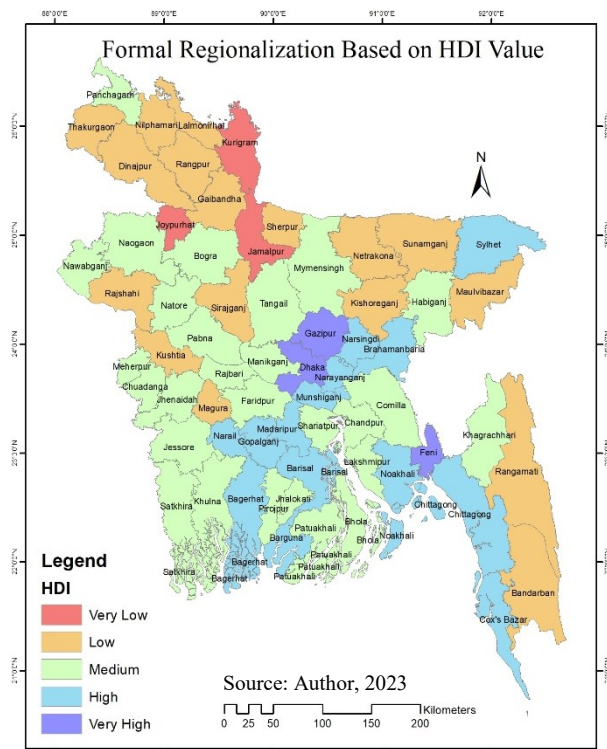 88°0'0"E 89°0'0"E 90°0'0"E 91°0'0"E 92°0'0"E
Formal Regionalization Based on HDI Value
Panchagarh
Thakurgaon
Nilphamari
Lalmonirhat
Kurigram
Dinajpur
Rangpur
Gaibandha
N
Joypurhat
Sherpur
Jamalpur
Naogaon
Bogra
Nawabganj
Mymensingh
Netrakona
Sunamganj
Sylhet
Rajshahi
Natore
Sirajganj
Tangail
Kishoreganj
Habiganj
Maulvibazar
Gazipur
Pabna
Narsingdi
Brahamanbaria
Kushtia
Manikganj
Dhaka
Meherpur
Rajbari
Narayanganj
Chuadanga
Jhenaidah
Faridpur
Munshiganj
Magura
Comilla
Shariatpur
Chandpur
Khagrachhari
Madaripur
Narail
Gopalganj
Jessore
Feni
Lakshmipur
Noakhali
Rangamati
Barisal
Barisal
Khulna
Bagerhat
Jhalokati
Pirojpur
Satkhira
Chittagong
Chittagong
Bhola
Patuakhali
Noakhali
Barguna
Bhola
Patuakhali
Patuakhali
Patuakhali
Satkhira
Bagerhat
Bagerhat
Bandarban
Cox's Bazar
Legend
HDI
Very Low
Low
Medium
High
Very High
Source: Author, 2023
Kilometers
0 25 50 100 150 200